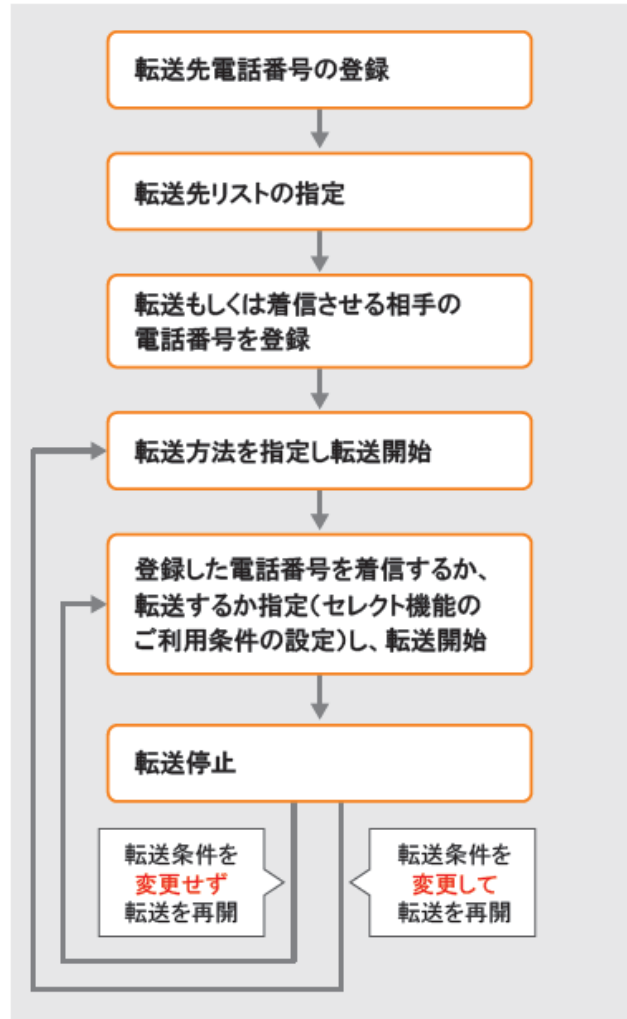 転送先電話番号の登録
転送先リストの指定
転送もしくは着信させる相手の
電話番号を登録
転送方法を指定し転送開始
登録した電話番号を着信するか、
転送するか指定(セレクト機能の
ご利用条件の設定)し、転送開始
転送停止
転送条件を
変更せず
転送を再開
転送条件を
変更して
転送を再開